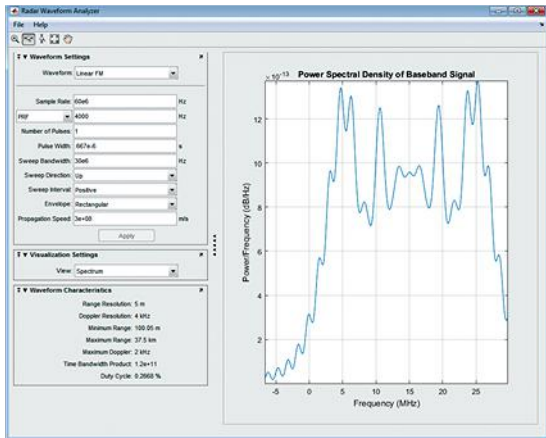 Radar Waveform Analyzer
File Help
Waveform Settings
Waveform: Linear FM
Sample Rate: 60e6 Hz
PRF 4000 Hz
Number of Pulses: 1
Pulse Width: .667e-6 s
Sweep Bandwidth: 30e6 Hz
Sweep Direction: Up
Sweep Interval: Positive
Envelope: Rectangular
Propagation Speed: 3e+08 m/s
Apply
Visualization Settings
View: Spectrum
Waveform Characteristics
Range Resolution: 5 m
Doppler Resolution: 4 kHz
Minimum Range: 100.05 m
Maximum Range: 37.5 km
Maximum Doppler: 2 kHz
Time Bandwidth Product: 1.2e+11
Duty Cycle: 0.2668 %
×10-13 Power Spectral Density of Baseband Signal
Power/Frequency (dB/Hz)
12
10
8
6
4
2
-5 0 5 10 15 20 25
Frequency (MHz)